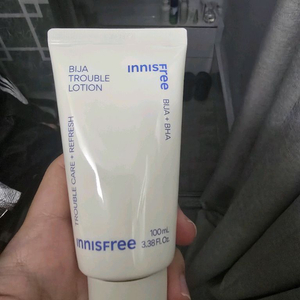 BIJA
TROUBLE
LOTION
INNISFree
BIJA + BHA
TROUBLE CARE + REFRESH
100mL
3.38 FL.Oz.
INNISFree